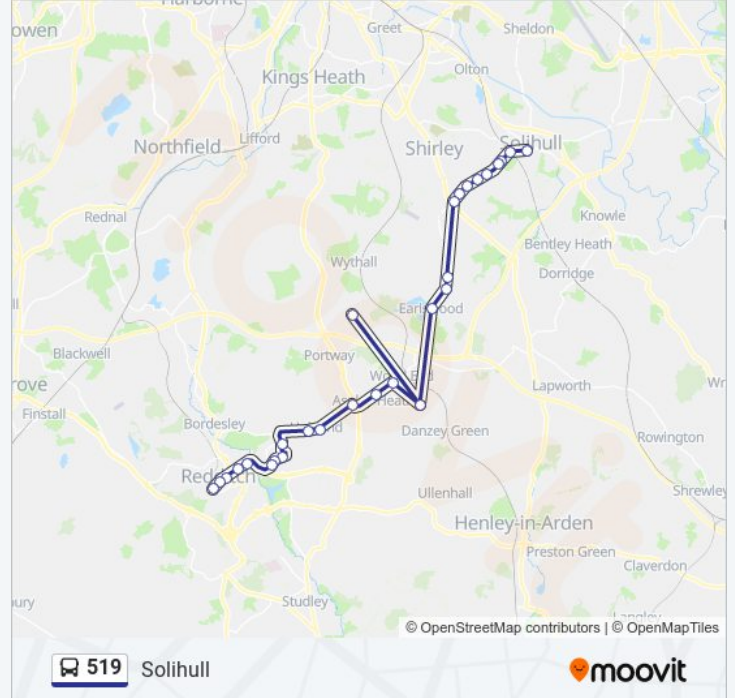 Harborne
owen
Greet
Sheldon
Olton
Kings Heath
Northfield
Lifford
Shirley
Solihull
Rednal
Knowle
Bentley Heath
Wythall
Dorridge
Earlswood
Blackwell
Portway
Lapworth
rove
Finstall
Bordesley
Danzey Green
Rowington
Redditch
Ullenhall
Shrewley
Henley-in-Arden
Preston Green
Claverdon
Studley
ury
Langley
© OpenStreetMap contributors | © OpenMapTiles
519 Solihull
moovit